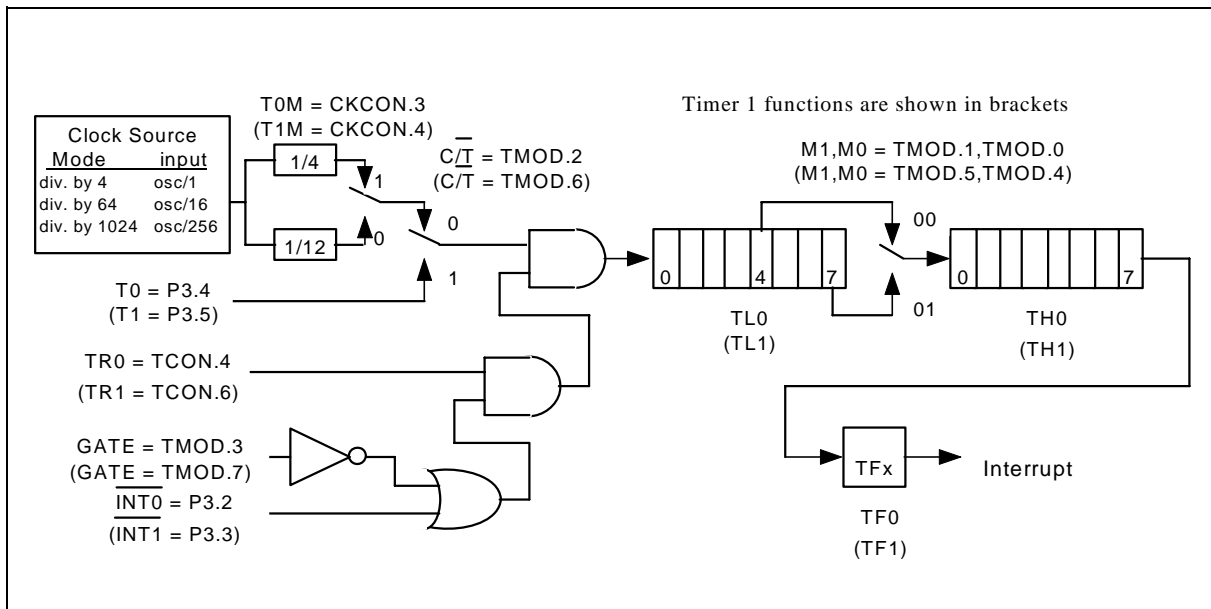 T0M = CKCON.3
(T1M = CKCON.4)
Timer 1 functions are shown in brackets
Clock Source
Mode input
div. by 4 osc/1
div. by 64 osc/16
div. by 1024 osc/256
1/4
1
0
1/12
C/T̅ = TMOD.2
(C/T̅ = TMOD.6)
0
1
M1,M0 = TMOD.1,TMOD.0
(M1,M0 = TMOD.5,TMOD.4)
00
01
0 4 7
TL0
(TL1)
0 7
TH0
(TH1)
T0 = P3.4
(T1 = P3.5)
TR0 = TCON.4
(TR1 = TCON.6)
GATE = TMOD.3
(GATE = TMOD.7)
I̅N̅T̅0̅ = P3.2
(I̅N̅T̅1̅ = P3.3)
TFx
Interrupt
TF0
(TF1)